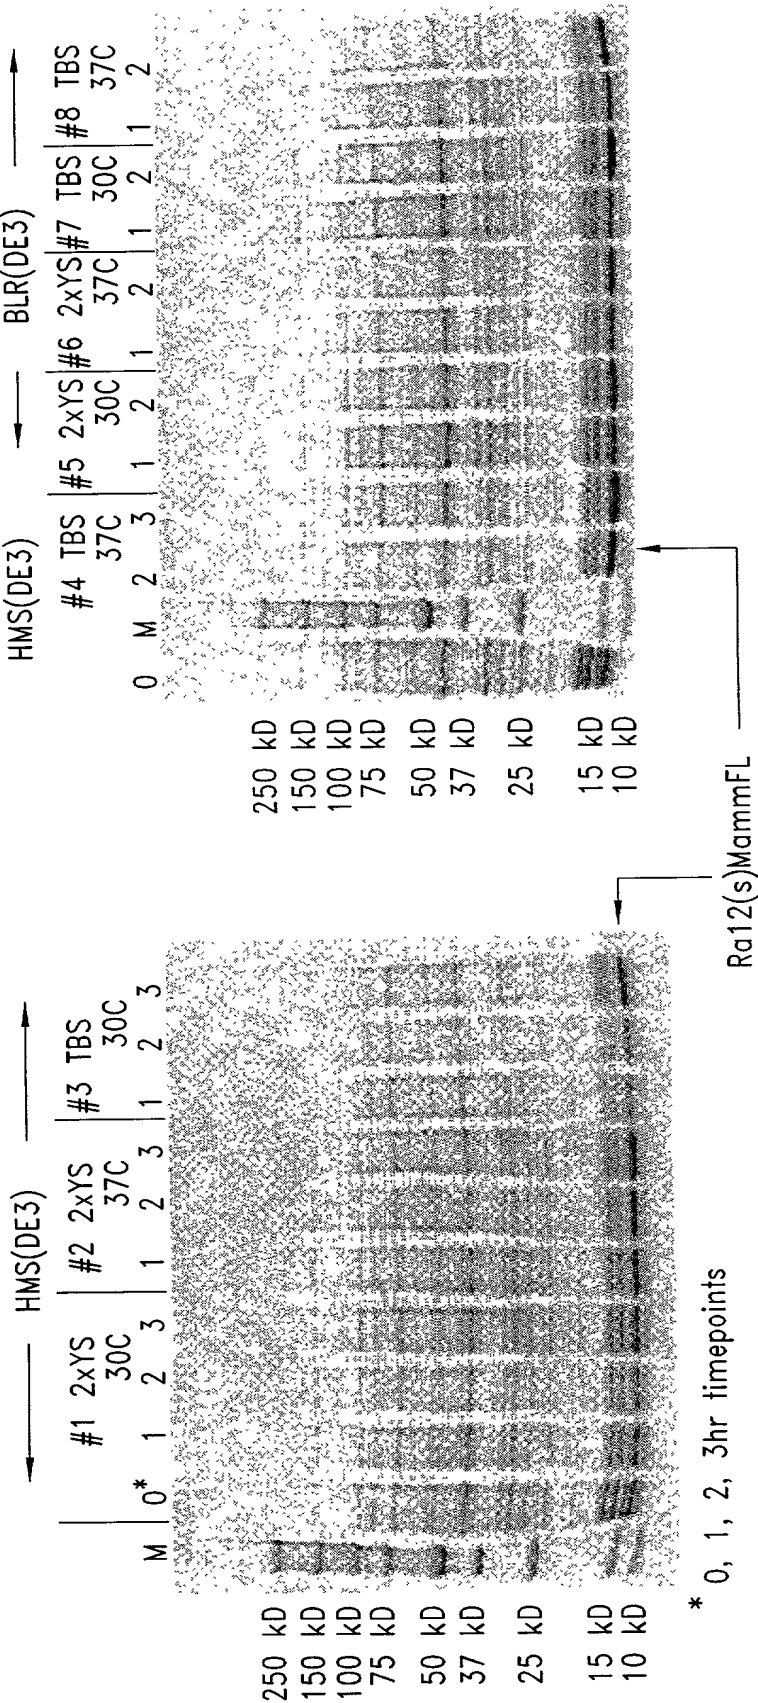 HMS(DE3)
#1 2xYS 30C
#2 2xYS 37C
#3 TBS 30C
M 0* 1 2 3 1 2 3 1 2 3
250 kD
150 kD
100 kD
75 kD
50 kD
37 kD
25 kD
15 kD
10 kD
* 0, 1, 2, 3hr timepoints
HMS(DE3) BLR(DE3)
#4 TBS 37C
#5 2xYS 30C
#6 2xYS 37C
#7 TBS 30C
#8 TBS 37C
0 M 2 3 1 2 1 2 1 2 1 2
250 kD
150 kD
100 kD
75 kD
50 kD
37 kD
25 kD
15 kD
10 kD
Ra12(s)MammFL